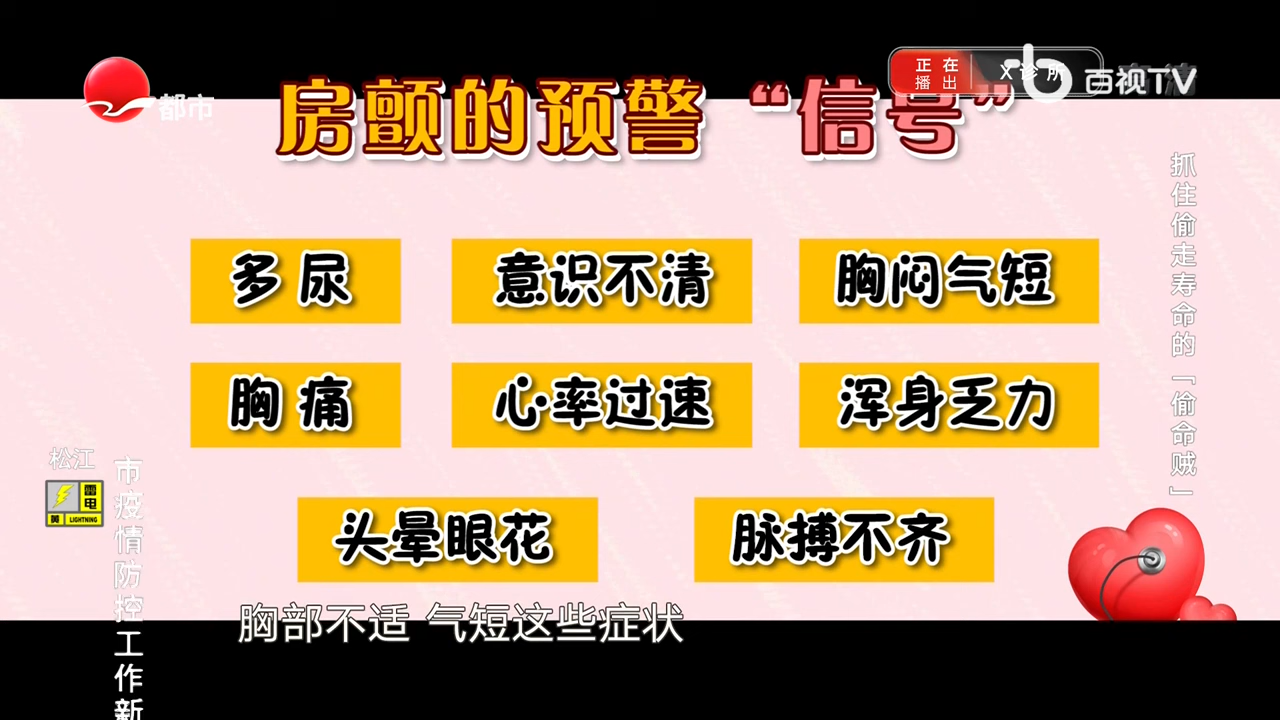 都市
正在
播出
X诊所
百视TV
房颤的预警“信号”
多尿
意识不清
胸闷气短
胸痛
心率过速
浑身乏力
头晕眼花
脉搏不齐
抓住偷走寿命的「偷命贼」
松江
雷电
黄 LIGHTNING
市疫情防控工作新
胸部不适 气短这些症状